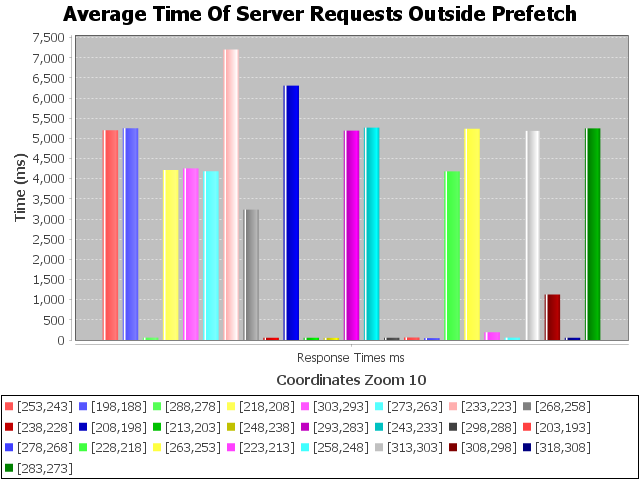 Average Time Of Server Requests Outside Prefetch
7,500
7,000
6,500
6,000
5,500
5,000
4,500
4,000
3,500
3,000
2,500
2,000
1,500
1,000
500
0
Time (ms)
Response Times ms
Coordinates Zoom 10
[253,243] [198,188] [288,278] [218,208] [303,293] [273,263] [233,223] [268,258]
[238,228] [208,198] [213,203] [248,238] [293,283] [243,233] [298,288] [203,193]
[278,268] [228,218] [263,253] [223,213] [258,248] [313,303] [308,298] [318,308]
[283,273]